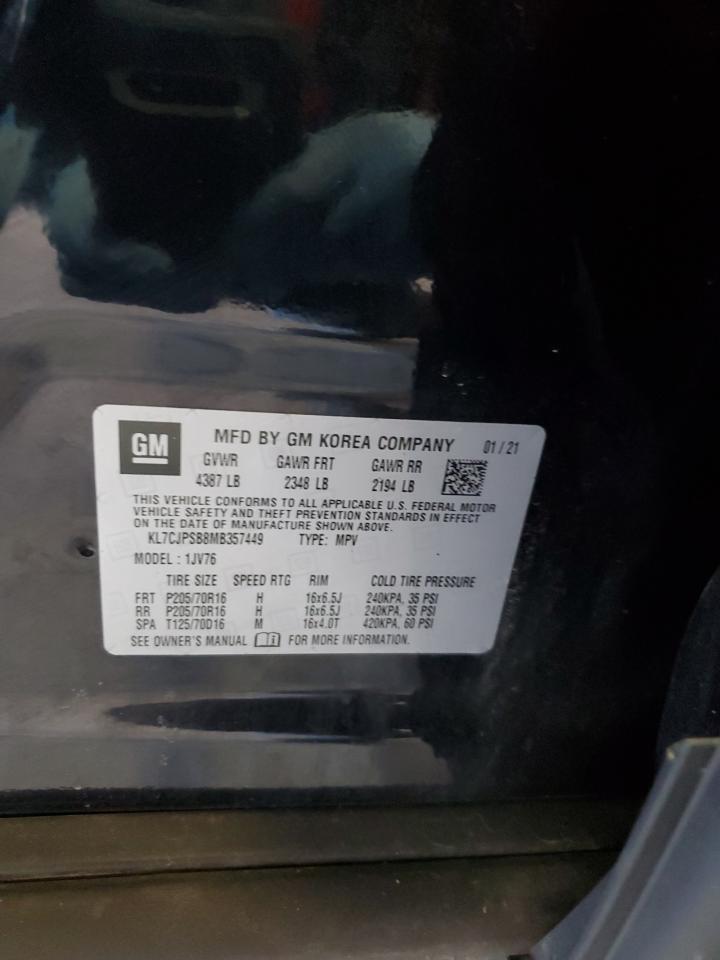 GM MFD BY GM KOREA COMPANY 01 / 21
GVWR GAWR FRT GAWR RR
4387 LB 2348 LB 2194 LB
THIS VEHICLE CONFORMS TO ALL APPLICABLE U.S. FEDERAL MOTOR
VEHICLE SAFETY AND THEFT PREVENTION STANDARDS IN EFFECT
ON THE DATE OF MANUFACTURE SHOWN ABOVE.
KL7CJPSB8MB357449 TYPE: MPV
MODEL : 1JV76
TIRE SIZE SPEED RTG RIM COLD TIRE PRESSURE
FRT P205/70R16 H 16x6.5J 240KPA, 35 PSI
RR P205/70R16 H 16x6.5J 240KPA, 35 PSI
SPA T125/70D16 M 16x4.0T 420KPA, 60 PSI
SEE OWNER'S MANUAL FOR MORE INFORMATION.